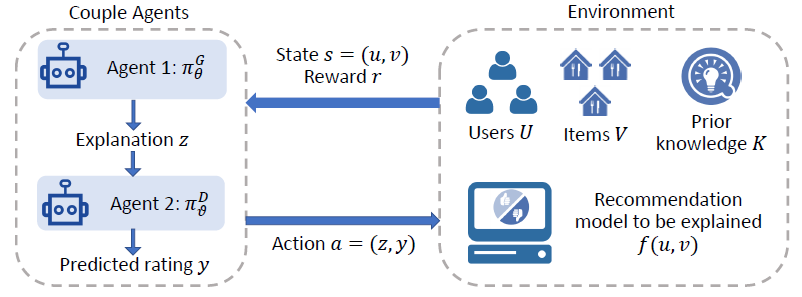 Couple Agents
Agent 1: π_θ^G
Explanation z
Agent 2: π_ϑ^D
Predicted rating y
State s = (u, v)
Reward r
Action a = (z, y)
Environment
Users U
Items V
Prior
knowledge K
Recommendation
model to be explained
f(u, v)